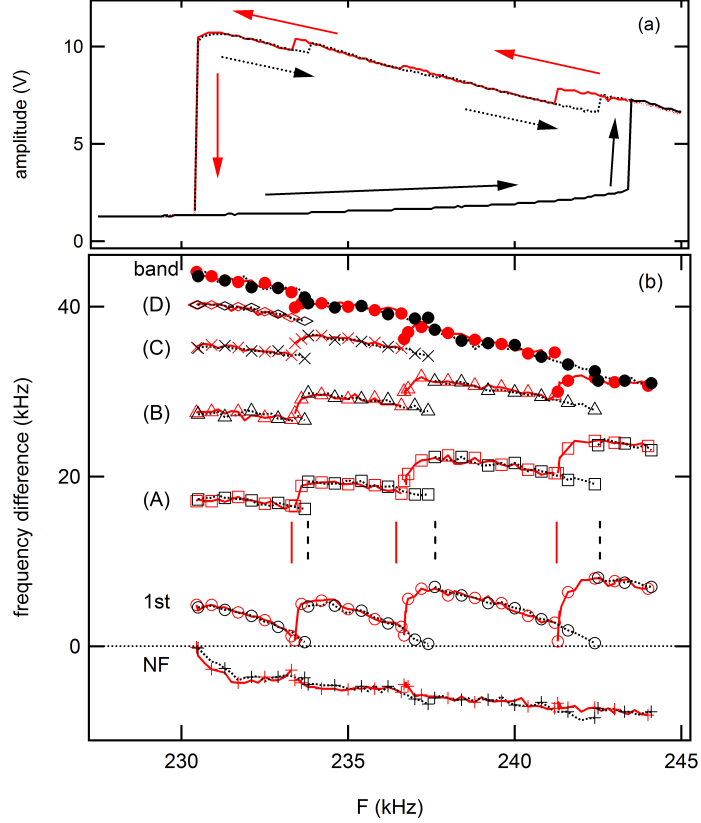 (a)
10
5
0
amplitude (V)
band
(b)
(D)
40
(C)
(B)
(A)
20
1st
0
NF
frequency difference (kHz)
230
235
240
245
F (kHz)